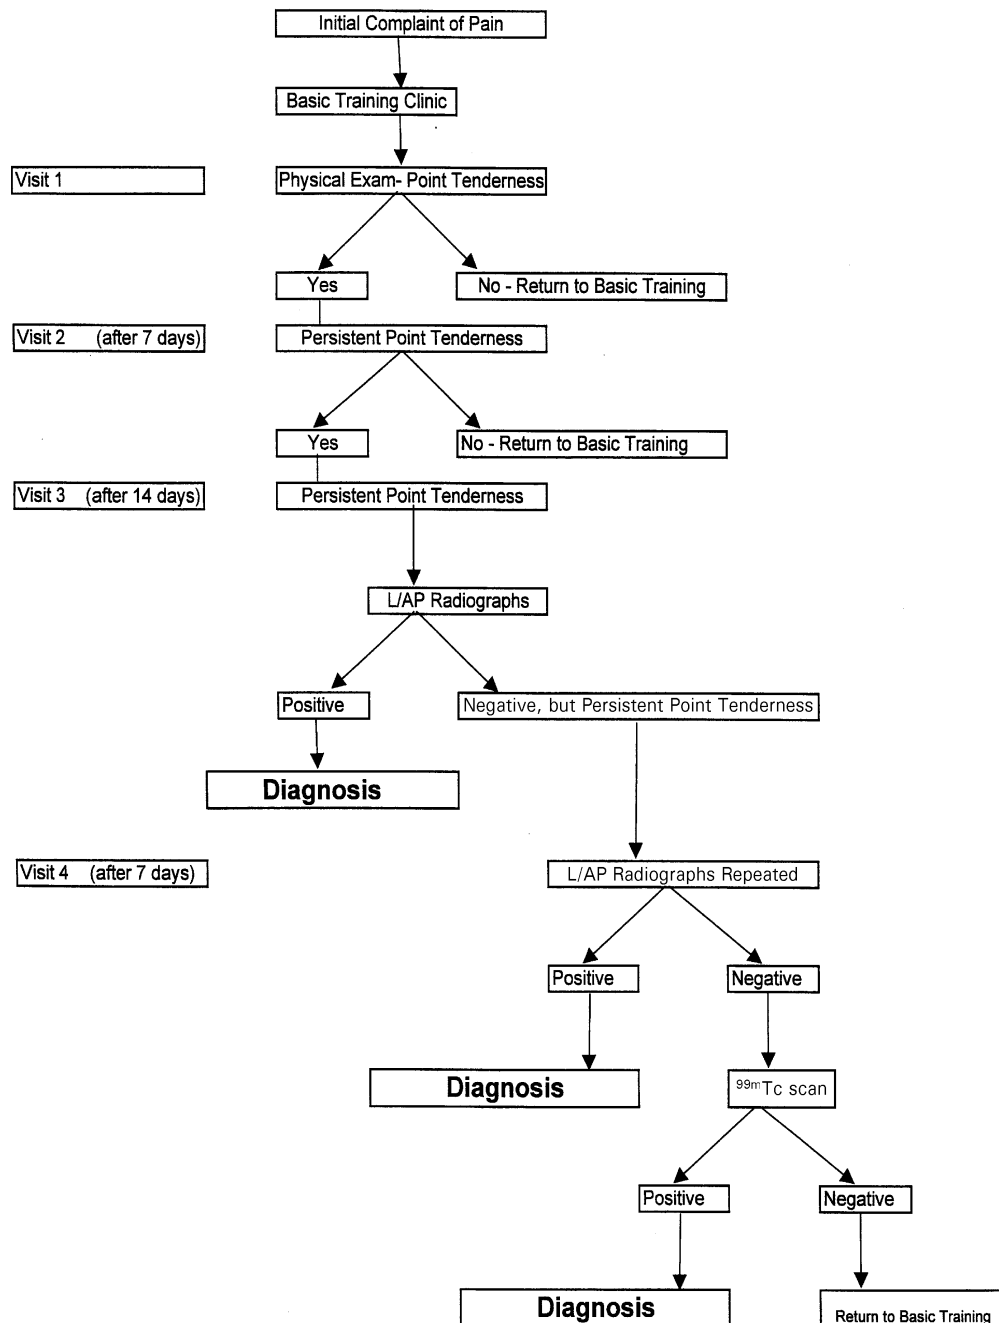 Initial Complaint of Pain
Basic Training Clinic
Visit 1
Physical Exam- Point Tenderness
Yes
No - Return to Basic Training
Visit 2 (after 7 days)
Persistent Point Tenderness
Yes
No - Return to Basic Training
Visit 3 (after 14 days)
Persistent Point Tenderness
L/AP Radiographs
Positive
Negative, but Persistent Point Tenderness
Diagnosis
Visit 4 (after 7 days)
L/AP Radiographs Repeated
Positive
Negative
Diagnosis
99mTc scan
Positive
Negative
Diagnosis
Return to Basic Training